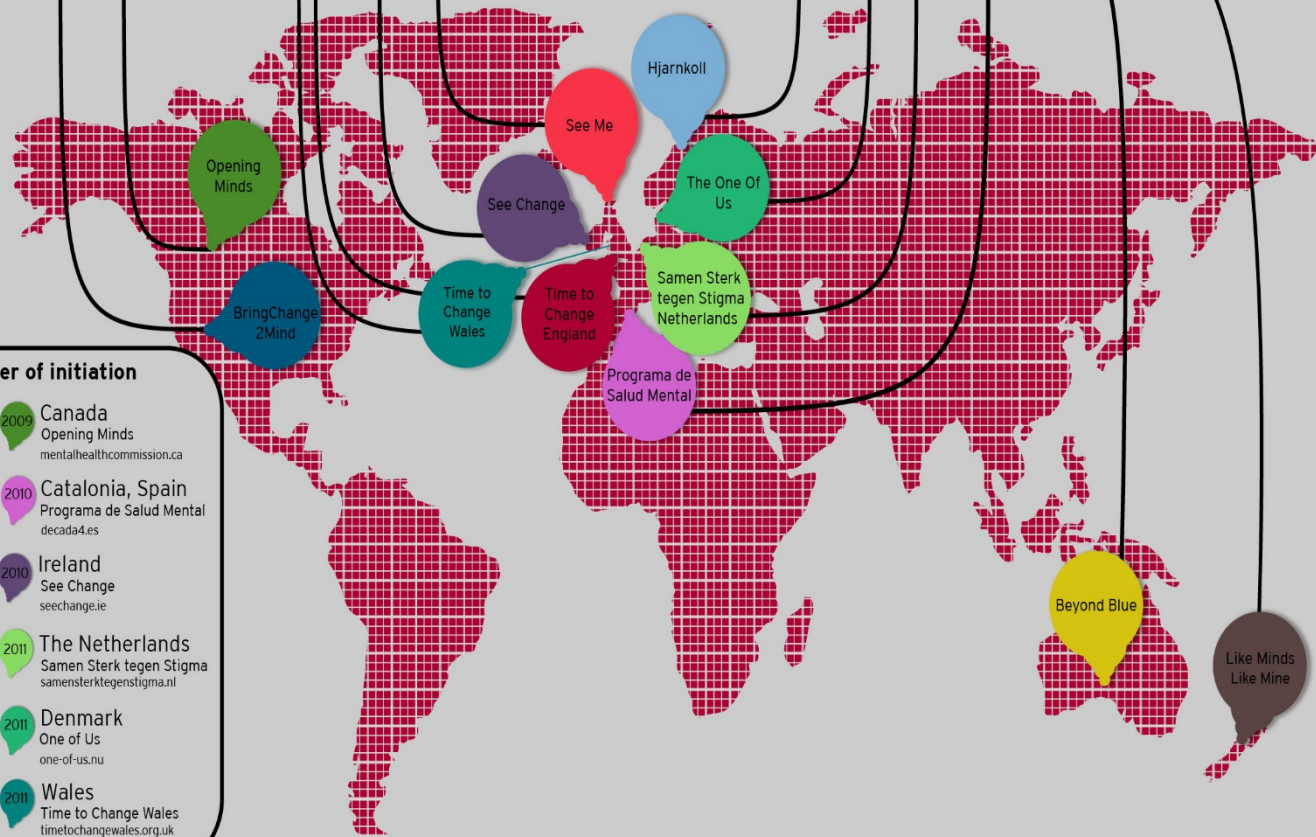 Hjarnkoll
See Me
Opening
Minds
The One Of
Us
See Change
Samen Sterk
tegen Stigma
Netherlands
Time to
Change
Wales
Time to
Change
England
BringChange
2Mind
Programa de
Salud Mental
Beyond Blue
Like Minds
Like Mine
er of initiation
2009
Canada
Opening Minds
mentalhealthcommission.ca
2010
Catalonia, Spain
Programa de Salud Mental
decada4.es
2010
Ireland
See Change
seechange.ie
2011
The Netherlands
Samen Sterk tegen Stigma
samensterktegenstigma.nl
2011
Denmark
One of Us
one-of-us.nu
2011
Wales
Time to Change Wales
timetochangewales.org.uk